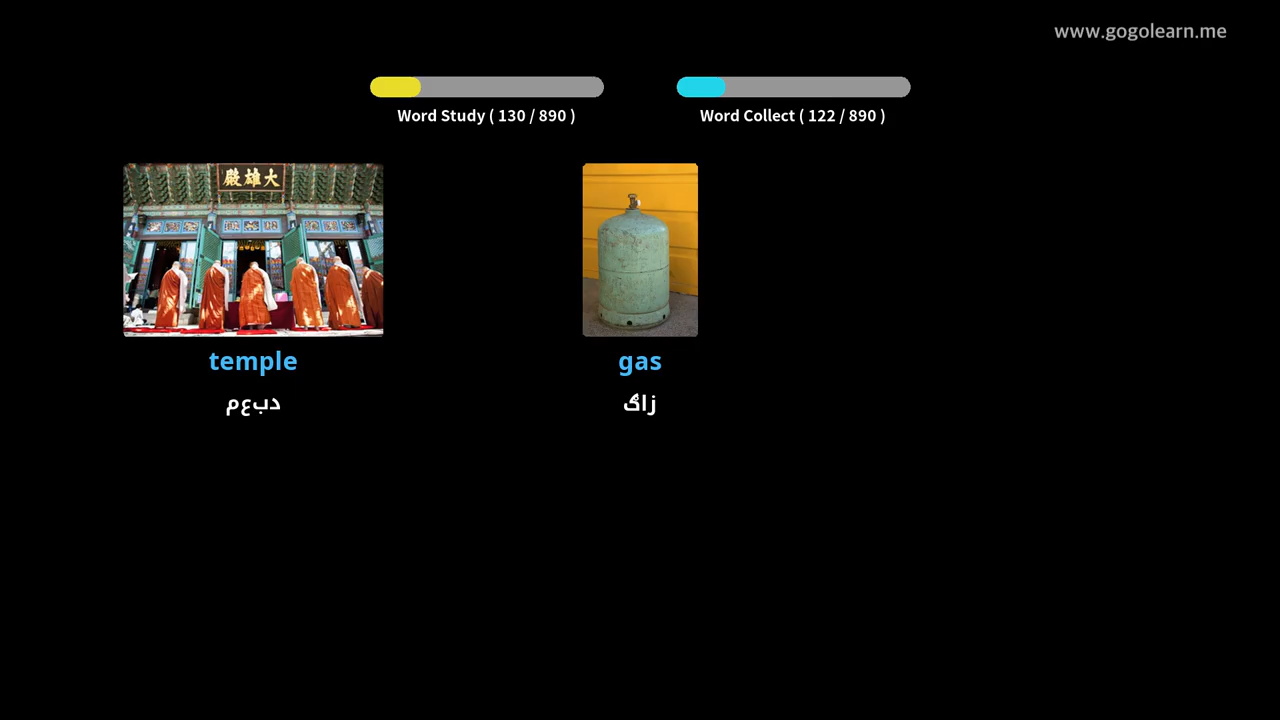 www.gogolearn.me
Word Study ( 130 / 890 )
Word Collect ( 122 / 890 )
大雄殿
temple
دبعم
gas
زاگ